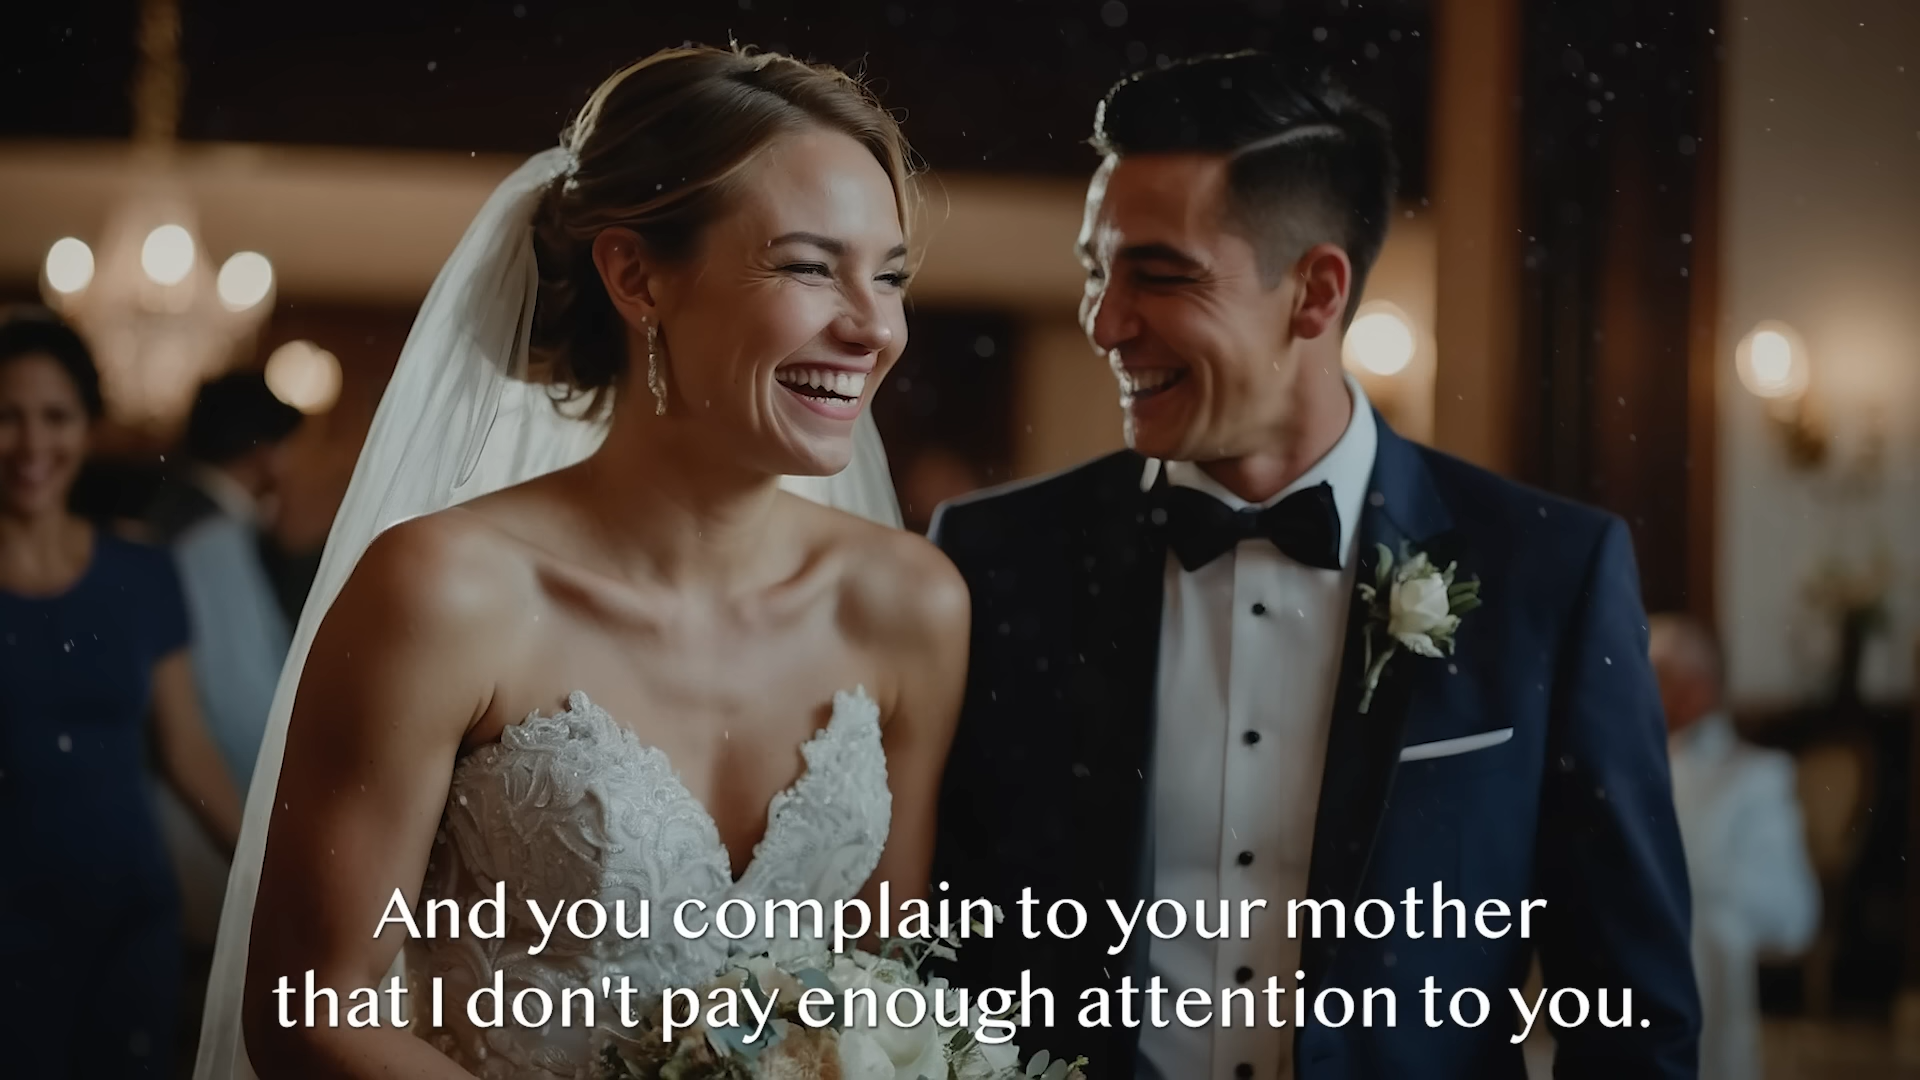 And you complain to your mother
that I don't pay enough attention to you.